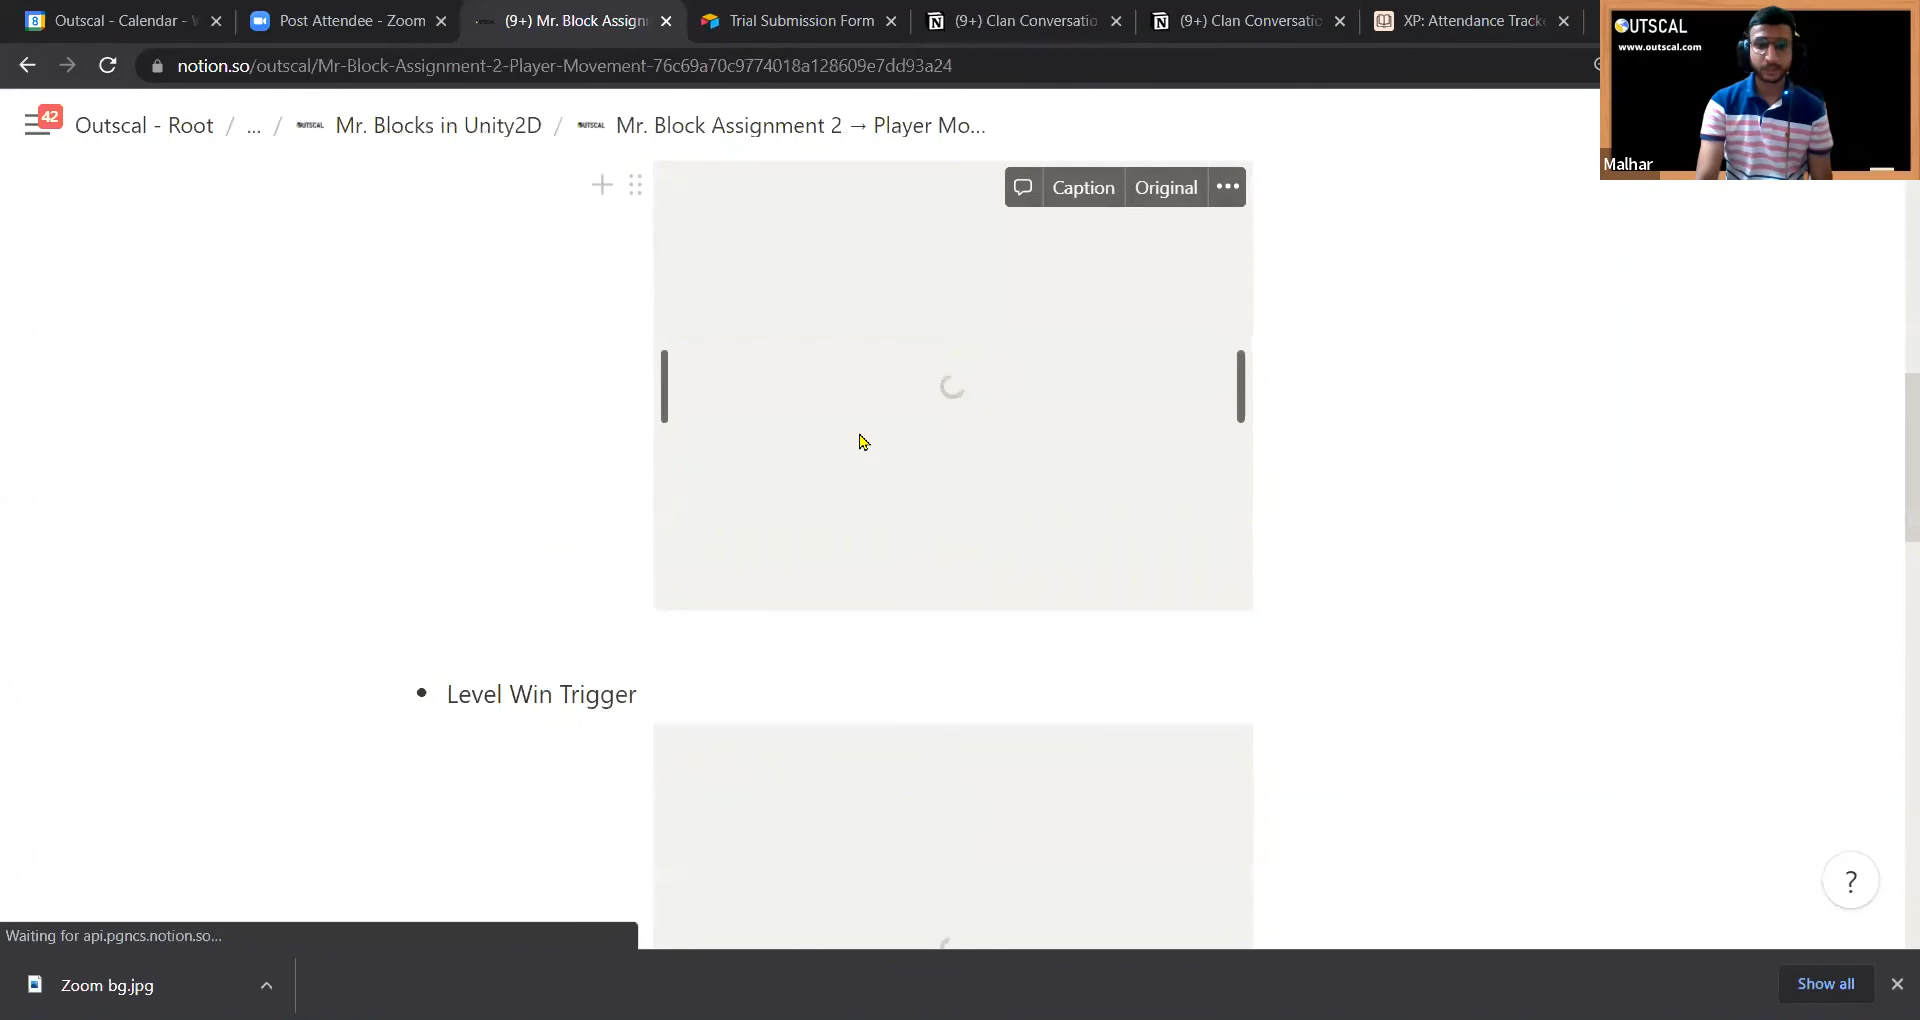 Outscal - Calendar -
Post Attendee - Zoom
(9+) Mr. Block Assign
Trial Submission Form
(9+) Clan Conversatio
(9+) Clan Conversatio
XP: Attendance Track
notion.so/outscal/Mr-Block-Assignment-2-Player-Movement-76c69a70c9774018a128609e7dd93a24
OUTSCAL
www.outscal.com
Malhar
42
Outscal - Root / ... / OUTSCAL Mr. Blocks in Unity2D / OUTSCAL Mr. Block Assignment 2 → Player Mo...
Caption Original
• Level Win Trigger
?
Waiting for api.pgncs.notion.so...
Zoom bg.jpg
Show all